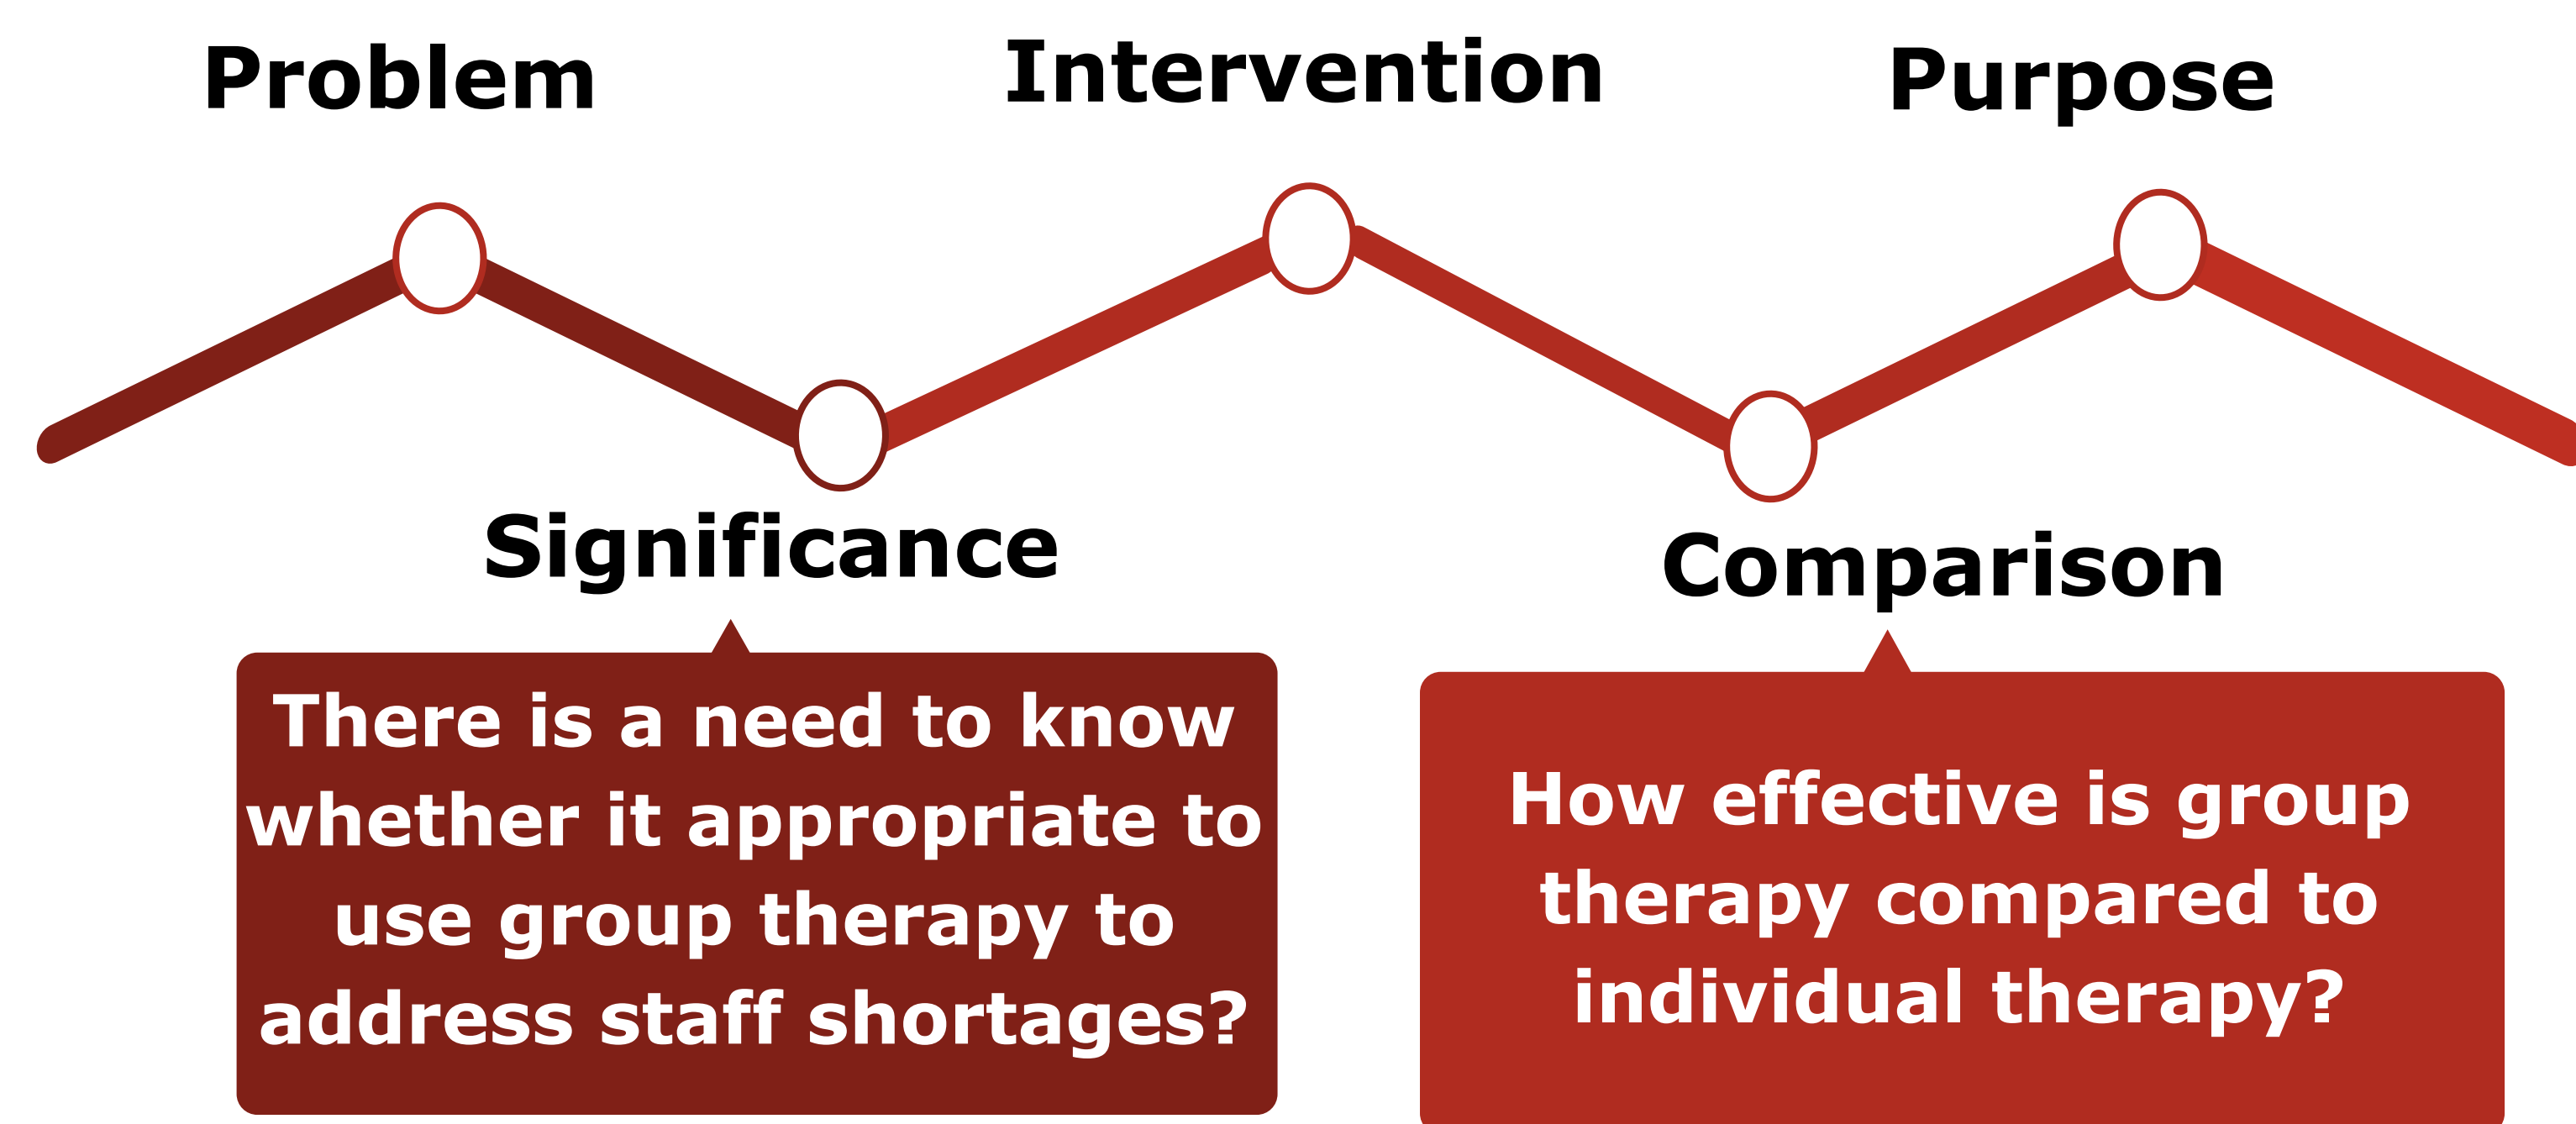 Problem
Intervention
Purpose
Significance
Comparison
There is a need to know
whether it appropriate to
use group therapy to
address staff shortages?
How effective is group
therapy compared to
individual therapy?